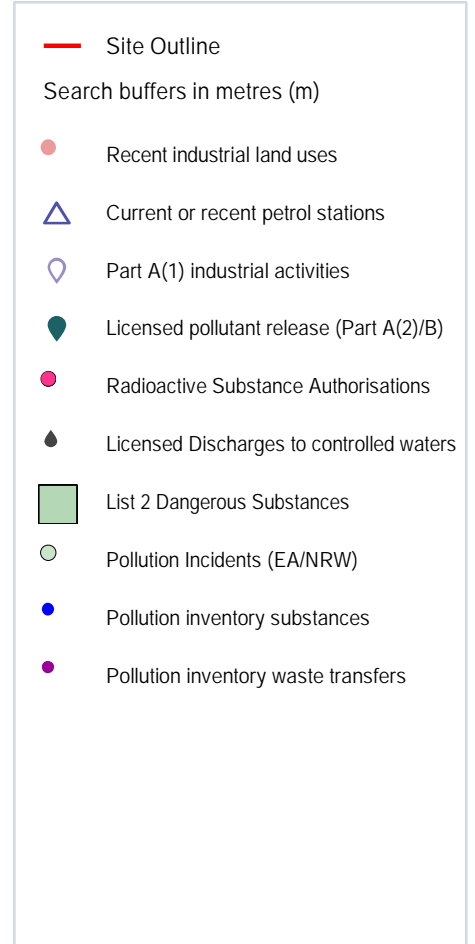 Site Outline
Search buffers in metres (m)
Recent industrial land uses
Current or recent petrol stations
Part A(1) industrial activities
Licensed pollutant release (Part A(2)/B)
Radioactive Substance Authorisations
Licensed Discharges to controlled waters
List 2 Dangerous Substances
Pollution Incidents (EA/NRW)
Pollution inventory substances
Pollution inventory waste transfers